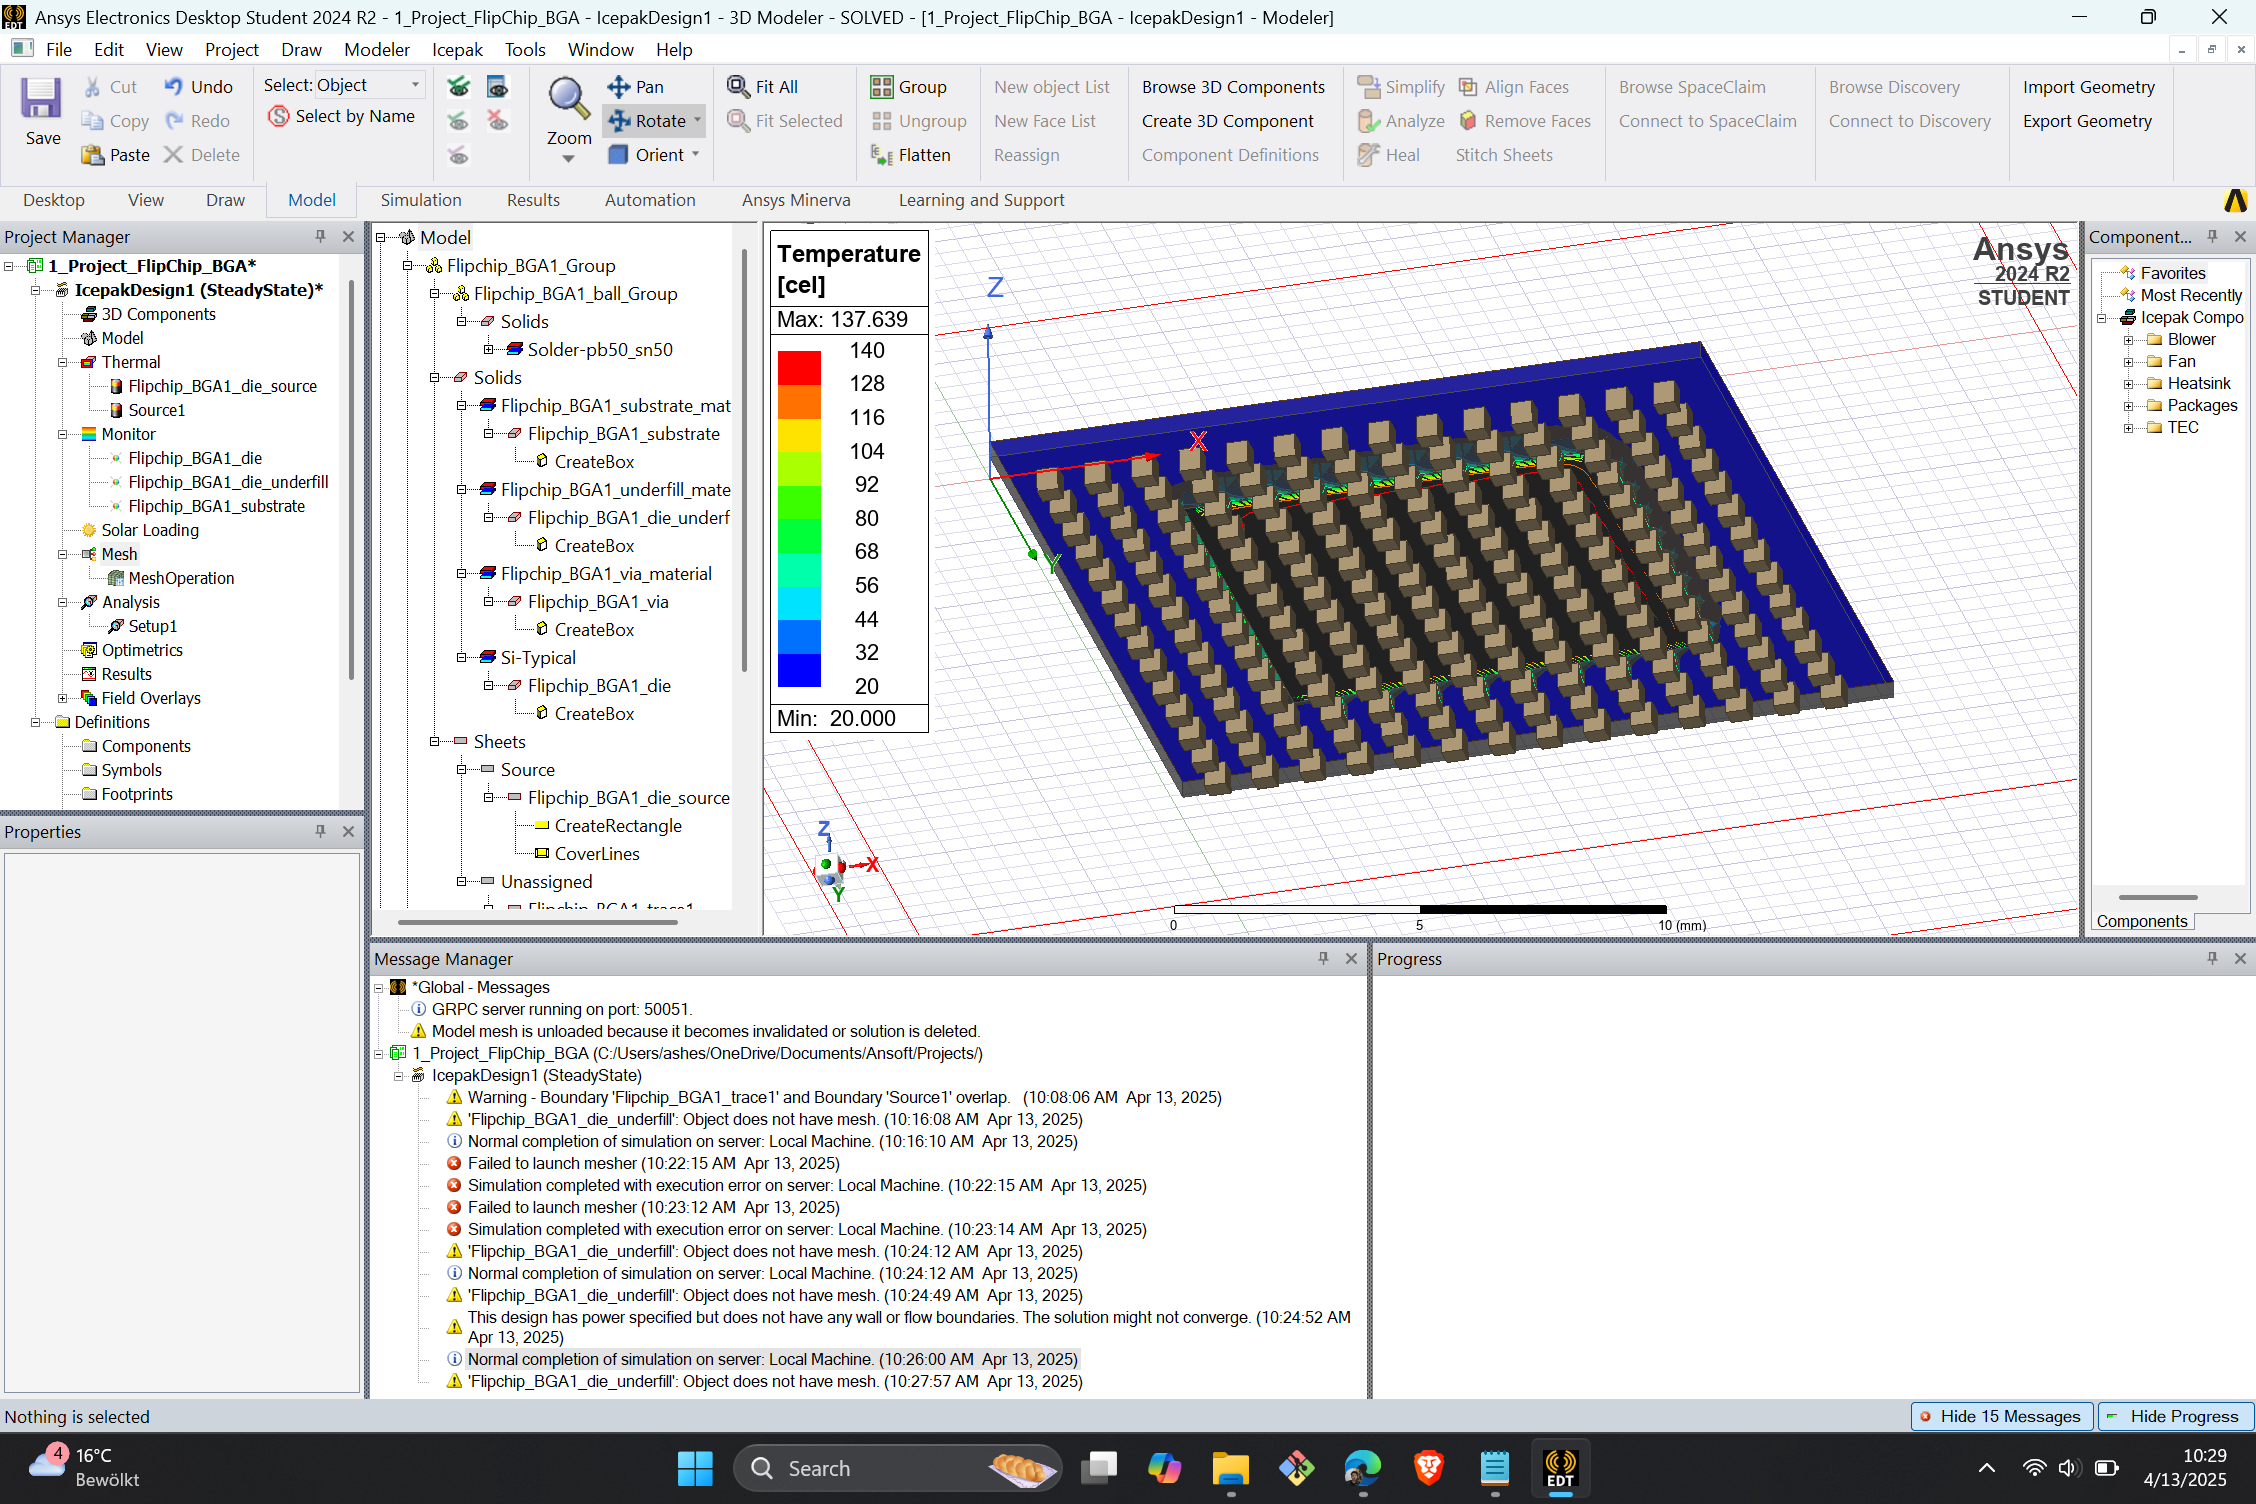 Ansys Electronics Desktop Student 2024 R2 - 1_Project_FlipChip_BGA - IcepakDesign1 - 3D Modeler - SOLVED - [1_Project_FlipChip_BGA - IcepakDesign1 - Modeler]
File Edit View Project Draw Modeler Icepak Tools Window Help
Save
Cut
Copy
Paste
Undo
Redo
Delete
Select: Object
Select by Name
Zoom
Pan
Rotate
Orient
Fit All
Fit Selected
Group
Ungroup
Flatten
New object List
New Face List
Reassign
Browse 3D Components
Create 3D Component
Component Definitions
Simplify
Analyze
Heal
Align Faces
Remove Faces
Stitch Sheets
Browse SpaceClaim
Connect to SpaceClaim
Browse Discovery
Connect to Discovery
Import Geometry
Export Geometry
Desktop View Draw Model Simulation Results Automation Ansys Minerva Learning and Support
Project Manager
1_Project_FlipChip_BGA*
IcepakDesign1 (SteadyState)*
3D Components
Model
Thermal
Flipchip_BGA1_die_source
Source1
Monitor
Flipchip_BGA1_die
Flipchip_BGA1_die_underfill
Flipchip_BGA1_substrate
Solar Loading
Mesh
MeshOperation
Analysis
Setup1
Optimetrics
Results
Field Overlays
Definitions
Components
Symbols
Footprints
Properties
Model
Flipchip_BGA1_Group
Flipchip_BGA1_ball_Group
Solids
Solder-pb50_sn50
Solids
Flipchip_BGA1_substrate_mat
Flipchip_BGA1_substrate
CreateBox
Flipchip_BGA1_underfill_mate
Flipchip_BGA1_die_underf
CreateBox
Flipchip_BGA1_via_material
Flipchip_BGA1_via
CreateBox
Si-Typical
Flipchip_BGA1_die
CreateBox
Sheets
Source
Flipchip_BGA1_die_source
CreateRectangle
CoverLines
Unassigned
Flipchip_BGA1_trace1
Temperature
[cel]
Max: 137.639
140
128
116
104
92
80
68
56
44
32
20
Min: 20.000
Z
X
Y
Z
X
Y
0 5 10 (mm)
Ansys
2024 R2
STUDENT
Component...
Favorites
Most Recently
Icepak Compo
Blower
Fan
Heatsink
Packages
TEC
Components
Message Manager
*Global - Messages
GRPC server running on port: 50051.
Model mesh is unloaded because it becomes invalidated or solution is deleted.
1_Project_FlipChip_BGA (C:/Users/ashes/OneDrive/Documents/Ansoft/Projects/)
IcepakDesign1 (SteadyState)
Warning - Boundary 'Flipchip_BGA1_trace1' and Boundary 'Source1' overlap. (10:08:06 AM Apr 13, 2025)
'Flipchip_BGA1_die_underfill': Object does not have mesh. (10:16:08 AM Apr 13, 2025)
Normal completion of simulation on server: Local Machine. (10:16:10 AM Apr 13, 2025)
Failed to launch mesher (10:22:15 AM Apr 13, 2025)
Simulation completed with execution error on server: Local Machine. (10:22:15 AM Apr 13, 2025)
Failed to launch mesher (10:23:12 AM Apr 13, 2025)
Simulation completed with execution error on server: Local Machine. (10:23:14 AM Apr 13, 2025)
'Flipchip_BGA1_die_underfill': Object does not have mesh. (10:24:12 AM Apr 13, 2025)
Normal completion of simulation on server: Local Machine. (10:24:12 AM Apr 13, 2025)
'Flipchip_BGA1_die_underfill': Object does not have mesh. (10:24:49 AM Apr 13, 2025)
This design has power specified but does not have any wall or flow boundaries. The solution might not converge. (10:24:52 AM
Apr 13, 2025)
Normal completion of simulation on server: Local Machine. (10:26:00 AM Apr 13, 2025)
'Flipchip_BGA1_die_underfill': Object does not have mesh. (10:27:57 AM Apr 13, 2025)
Progress
Nothing is selected
Hide 15 Messages
Hide Progress
4
16°C
Bewölkt
Search
EDT
10:29
4/13/2025